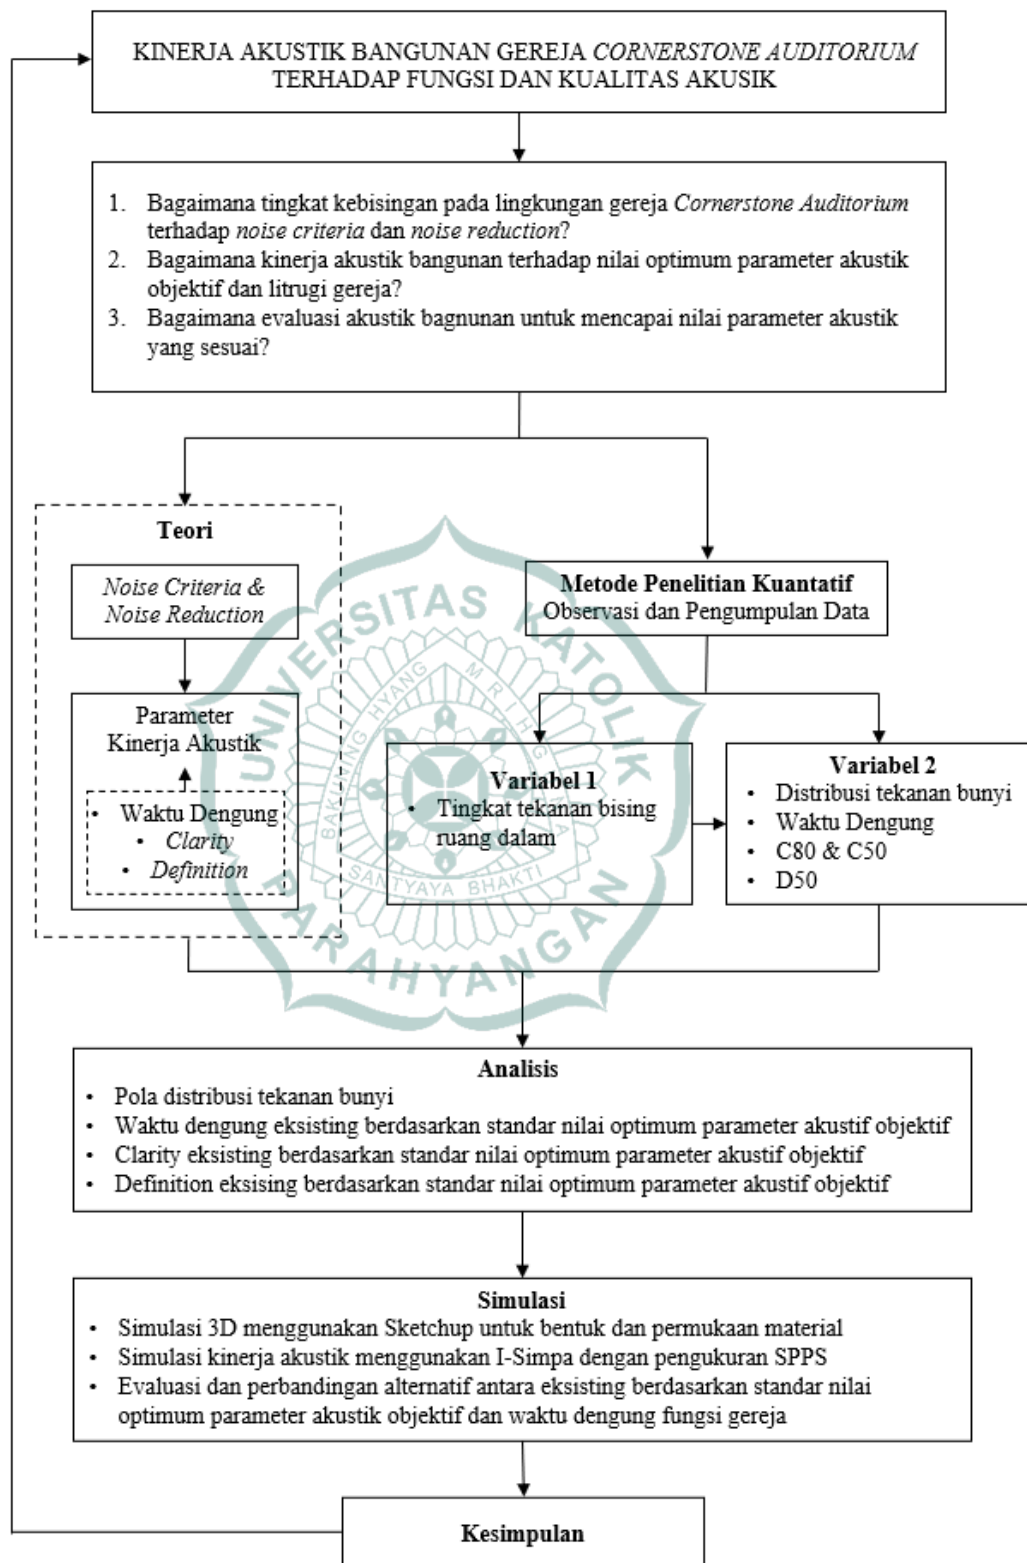 KINERJA AKUSTIK BANGUNAN GEREJA CORNERSTONE AUDITORIUM
TERHADAP FUNGSI DAN KUALITAS AKUSIK
1. Bagaimana tingkat kebisingan pada lingkungan gereja Cornerstone Auditorium
terhadap noise criteria dan noise reduction?
2. Bagaimana kinerja akustik bangunan terhadap nilai optimum parameter akustik
objektif dan litrugi gereja?
3. Bagaimana evaluasi akustik bagnunan untuk mencapai nilai parameter akustik
yang sesuai?
Teori
Noise Criteria &
Noise Reduction
Parameter
Kinerja Akustik
• Waktu Dengung
• Clarity
• Definition
Metode Penelitian Kuantatif
Observasi dan Pengumpulan Data
Variabel 1
• Tingkat tekanan bising
ruang dalam
Variabel 2
• Distribusi tekanan bunyi
• Waktu Dengung
• C80 & C50
• D50
UNIVERSITAS KATOLIK
PARAHYANGAN
BAKUNING HYANG MRIHG
SANTYAYA BHAKTI
Analisis
• Pola distribusi tekanan bunyi
• Waktu dengung eksisting berdasarkan standar nilai optimum parameter akustif objektif
• Clarity eksisting berdasarkan standar nilai optimum parameter akustif objektif
• Definition eksising berdasarkan standar nilai optimum parameter akustif objektif
Simulasi
• Simulasi 3D menggunakan Sketchup untuk bentuk dan permukaan material
• Simulasi kinerja akustik menggunakan I-Simpa dengan pengukuran SPPS
• Evaluasi dan perbandingan alternatif antara eksisting berdasarkan standar nilai
optimum parameter akustik objektif dan waktu dengung fungsi gereja
Kesimpulan